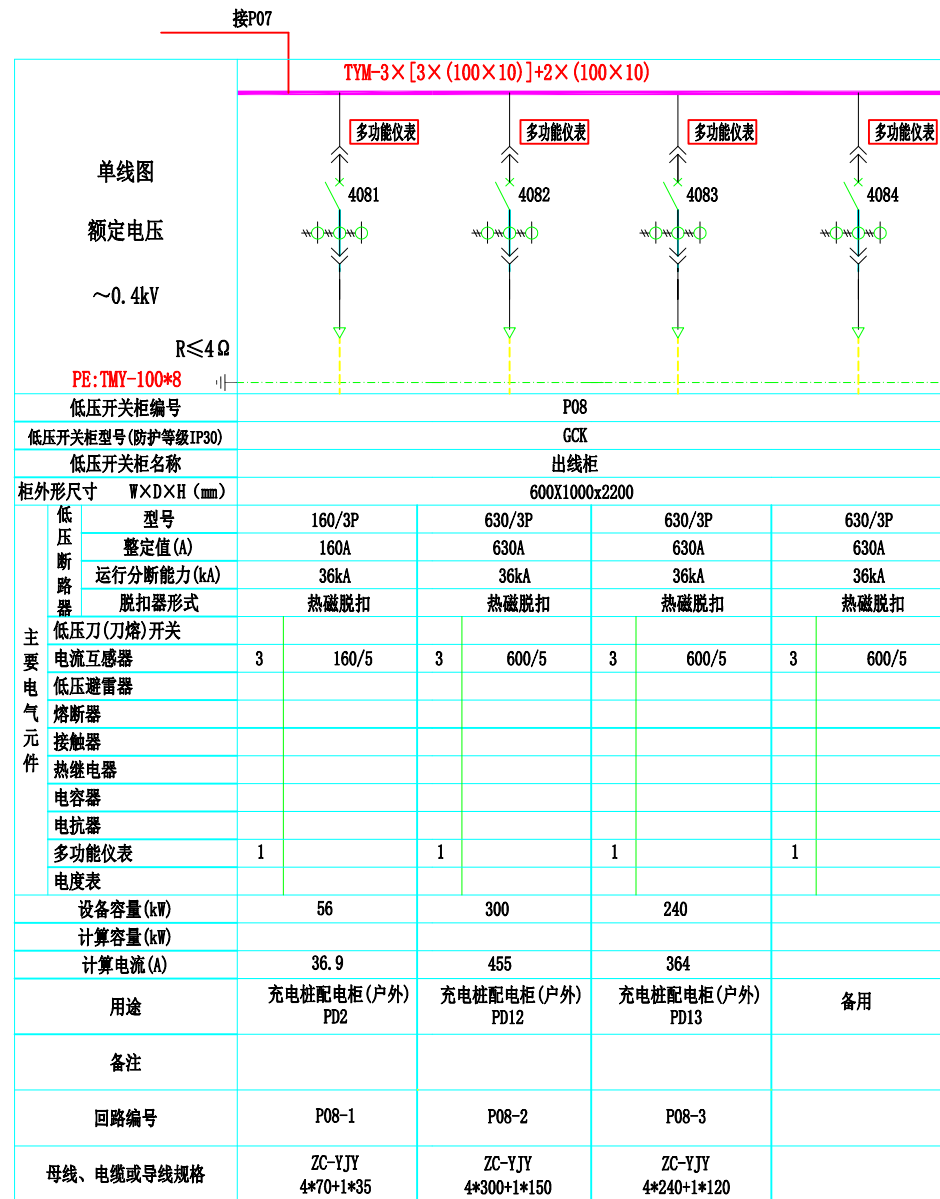 接P07
TYM-3×[3×(100×10)]+2×(100×10)
多功能仪表 多功能仪表 多功能仪表 多功能仪表
单线图
4081 4082 4083 4084
额定电压
～0.4kV
R≤4Ω
PE:TMY-100*8
低压开关柜编号 P08
低压开关柜型号(防护等级IP30) GCK
低压开关柜名称 出线柜
柜外形尺寸 W×D×H (mm) 600X1000x2200
主要电气元件
低压断路器
型号 160/3P 630/3P 630/3P 630/3P
整定值(A) 160A 630A 630A 630A
运行分断能力(kA) 36kA 36kA 36kA 36kA
脱扣器形式 热磁脱扣 热磁脱扣 热磁脱扣 热磁脱扣
低压刀(刀熔)开关
电流互感器 3 160/5 3 600/5 3 600/5 3 600/5
低压避雷器
熔断器
接触器
热继电器
电容器
电抗器
多功能仪表 1 1 1 1
电度表
设备容量(kW) 56 300 240
计算容量(kW)
计算电流(A) 36.9 455 364
用途 充电桩配电柜(户外) 充电桩配电柜(户外) 充电桩配电柜(户外) 备用
PD2 PD12 PD13
备注
回路编号 P08-1 P08-2 P08-3
母线、电缆或导线规格 ZC-YJY ZC-YJY ZC-YJY
4*70+1*35 4*300+1*150 4*240+1*120